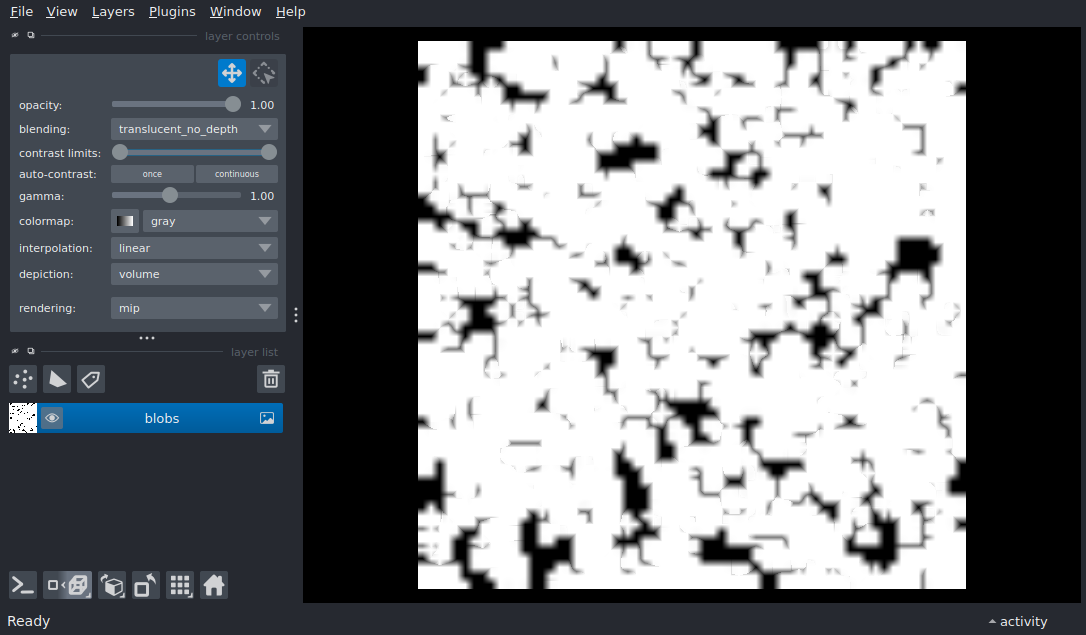 File View Layers Plugins Window Help
layer controls
opacity: 1.00
blending: translucent_no_depth
contrast limits:
auto-contrast: once continuous
gamma: 1.00
colormap: gray
interpolation: linear
depiction: volume
rendering: mip
layer list
blobs
Ready activity